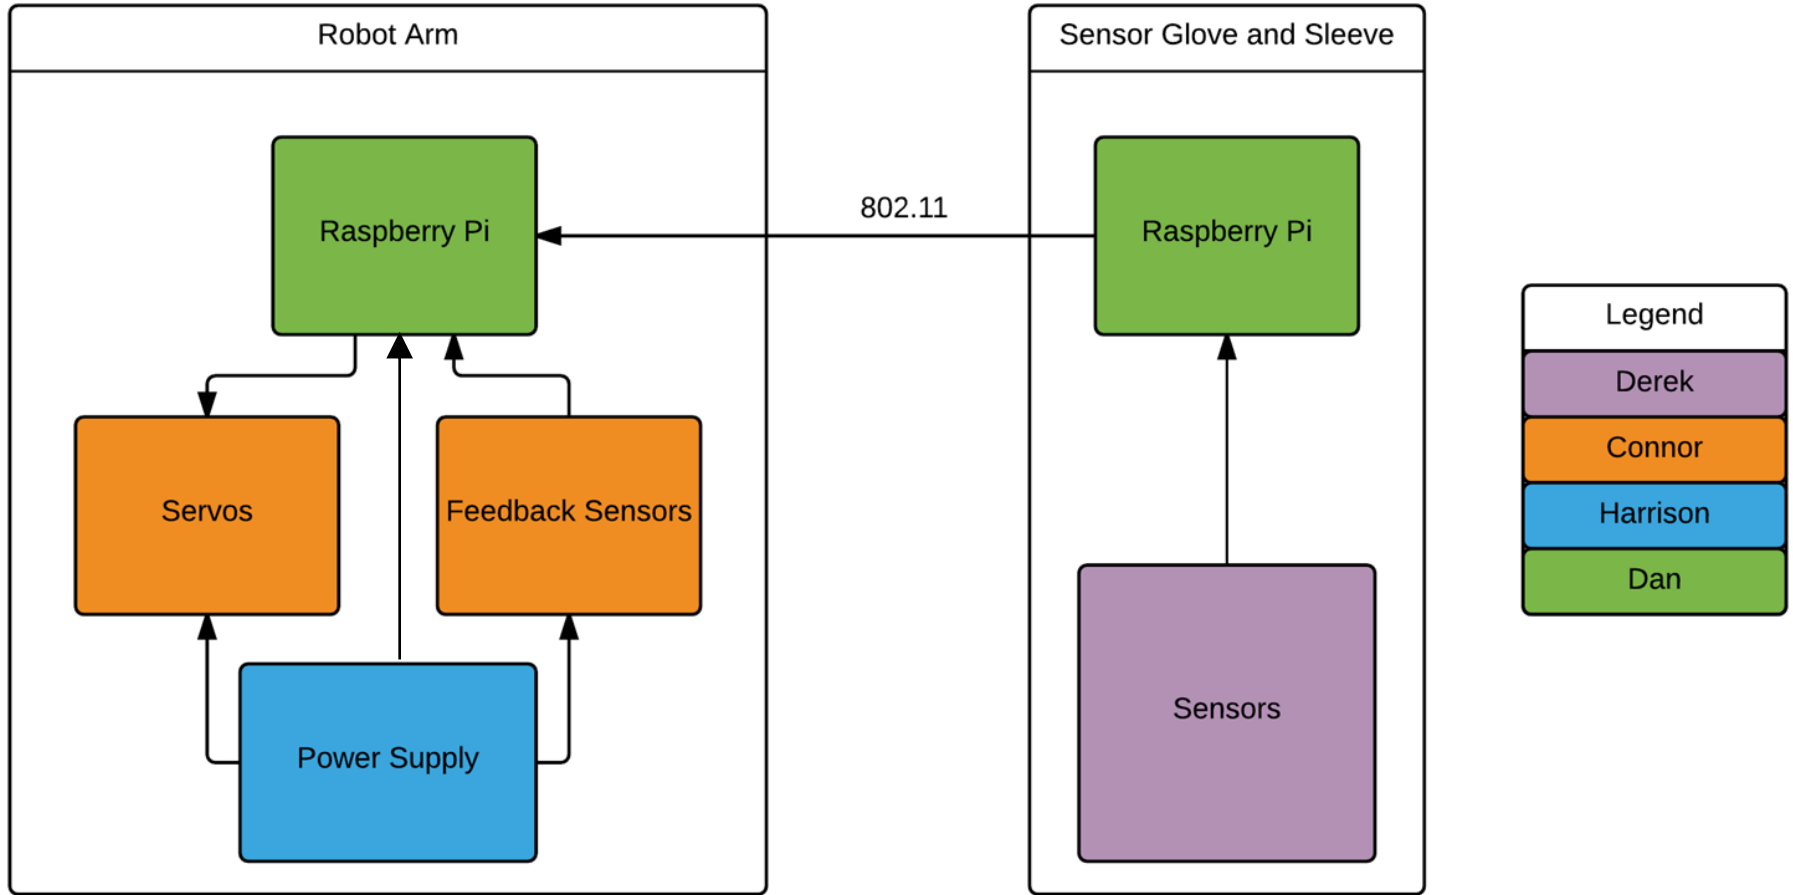 Robot Arm
Sensor Glove and Sleeve
Raspberry Pi
802.11
Raspberry Pi
Servos
Feedback Sensors
Power Supply
Sensors
Legend
Derek
Connor
Harrison
Dan